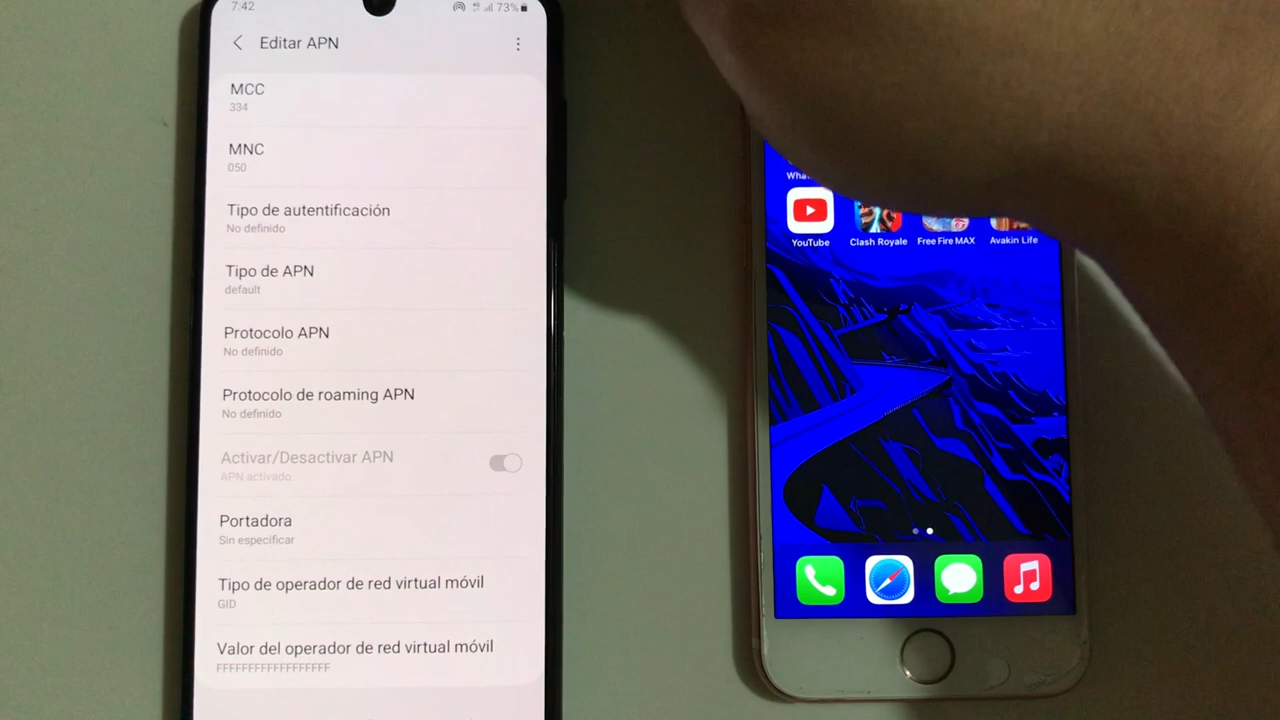 7:42
73%
Editar APN
MCC
334
MNC
050
Tipo de autentificación
No definido
Tipo de APN
default
Protocolo APN
No definido
Protocolo de roaming APN
No definido
Activar/Desactivar APN
APN activado.
Portadora
Sin especificar
Tipo de operador de red virtual móvil
GID
Valor del operador de red virtual móvil
FFFFFFFFFFFFFFFFFF
YouTube
Clash Royale
Free Fire MAX
Avakin Life